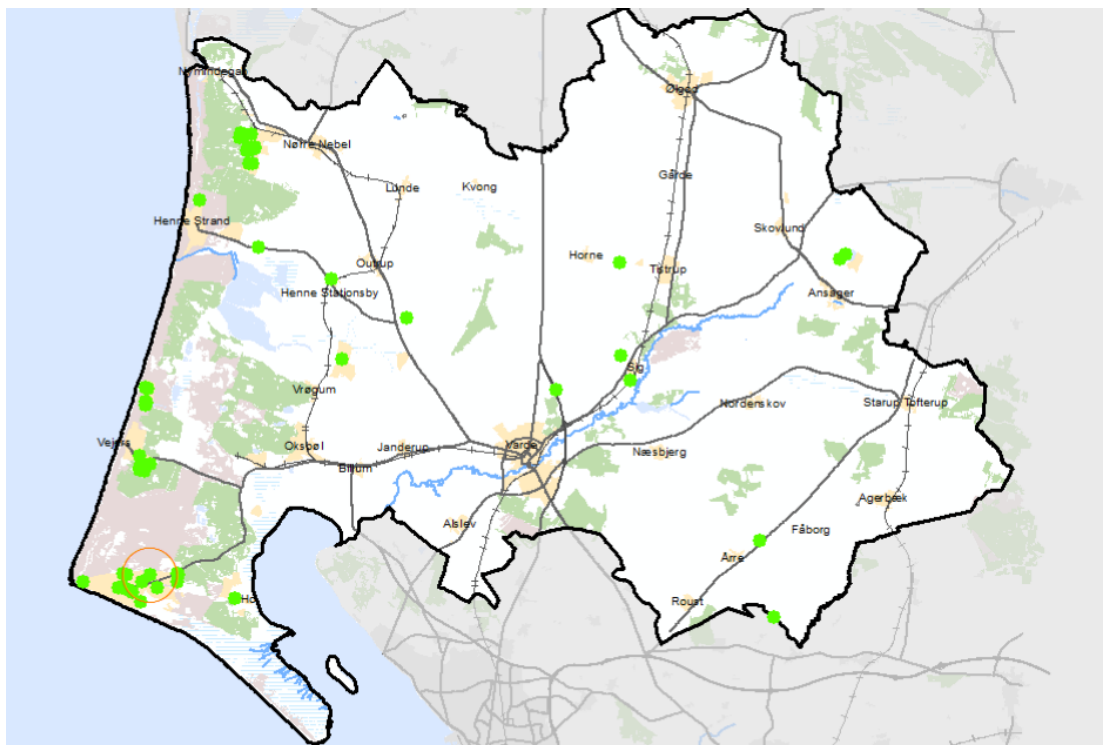 Nymindegab
Ølgod
Nørre Nebel
Lunde
Kvong
Gårde
Henne Strand
Skovlund
Outrup
Horne
Tistrup
Henne Stationsby
Ansager
Sig
Vrøgum
Nordenskov
Starup Tofterup
Vejers
Oksbøl
Janderup
Varde
Næsbjerg
Billum
Agerbæk
Alslev
Fåborg
Årre
Ho
Roust